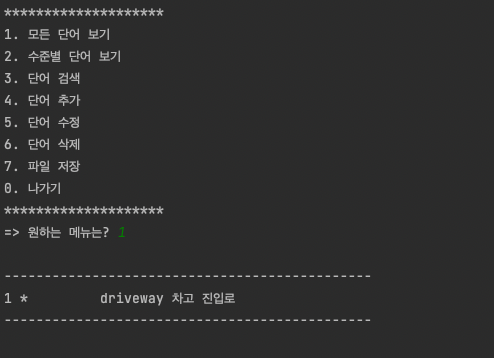 ********************
1. 모든 단어 보기
2. 수준별 단어 보기
3. 단어 검색
4. 단어 추가
5. 단어 수정
6. 단어 삭제
7. 파일 저장
0. 나가기
********************
=> 원하는 메뉴는? 1
----------------------------------------------
1 *         driveway 차고 진입로
----------------------------------------------